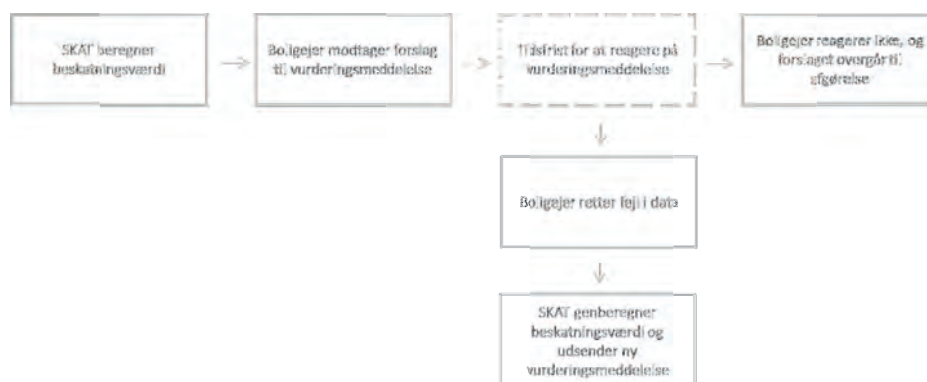 SKAT beregner
beskatningsværdi
Boligejer modtager forslag
til vurderingsmeddelelse
Tidsfrist for at reagere på
vurderingsmeddelelse
Boligejer reagerer ikke, og
forslaget overgår til
afgørelse
Boligejer retter fejl i data
SKAT genberegner
beskatningsværdi og
udsender ny
vurderingsmeddelelse